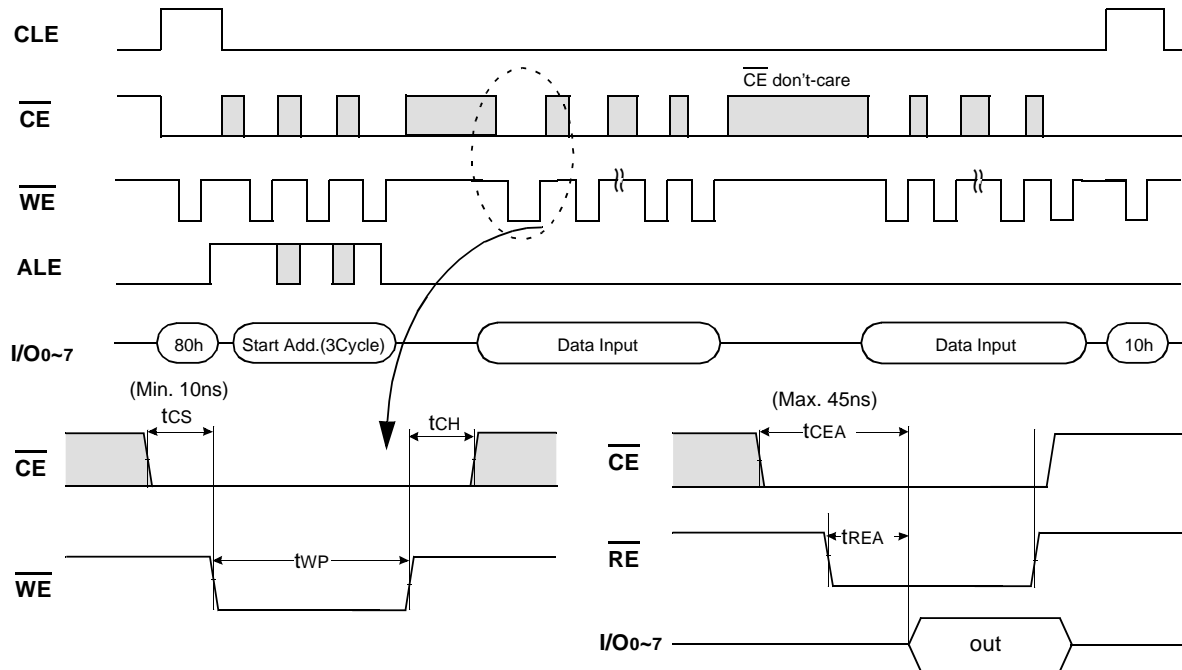 CLE
CE don't-care
CE
WE
ALE
I/O0~7
80h
Start Add.(3Cycle)
Data Input
Data Input
10h
(Min. 10ns)
tCS
tCH
CE
tWP
WE
(Max. 45ns)
tCEA
CE
tREA
RE
I/O0~7
out